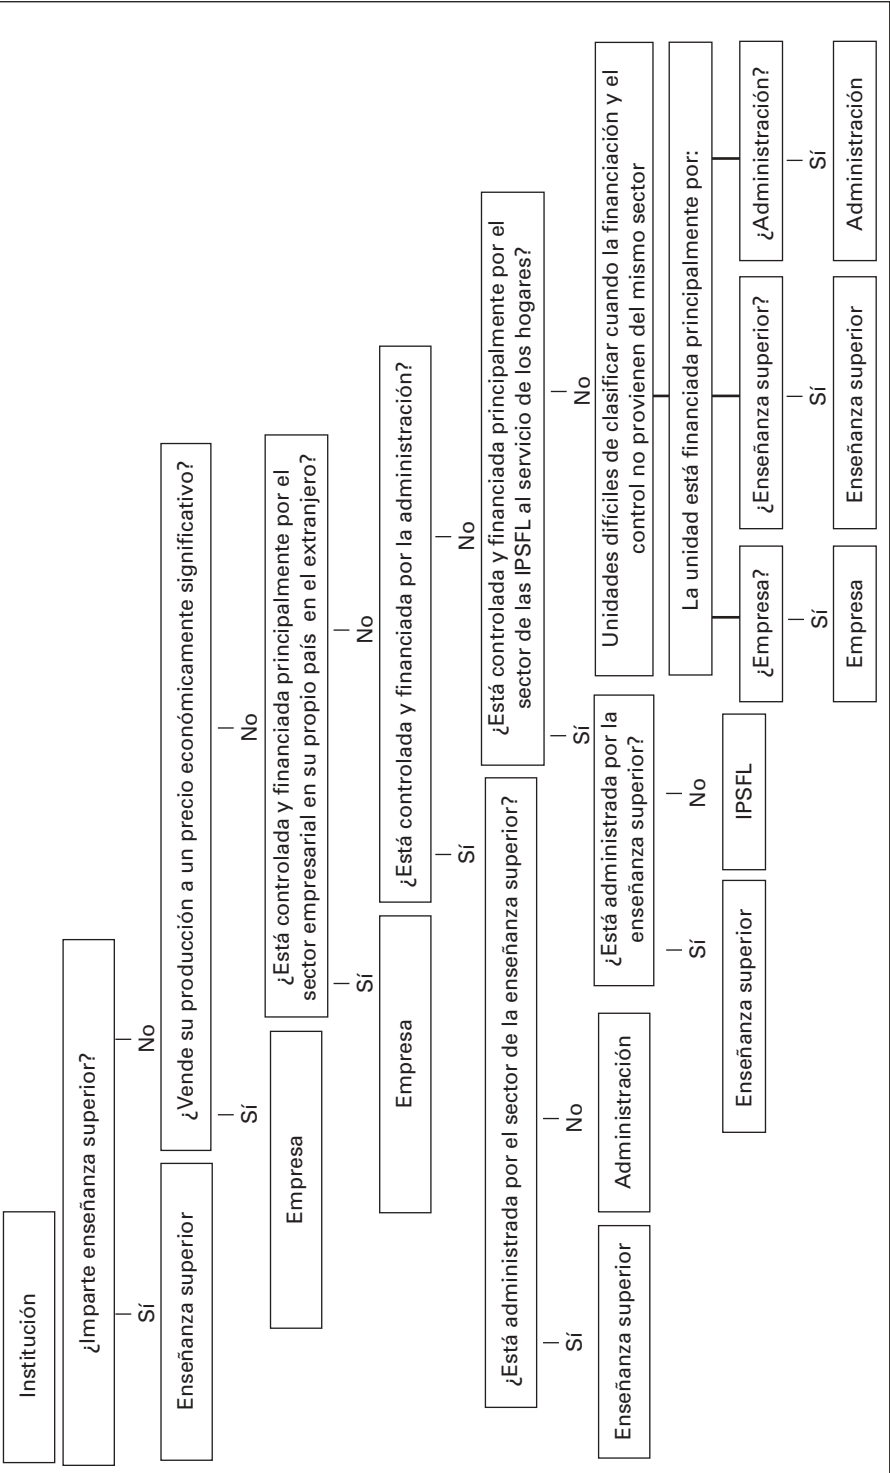 Institución
¿Imparte enseñanza superior?
Sí
No
Enseñanza superior
¿Vende su producción a un precio económicamente significativo?
Sí
No
Empresa
¿Está controlada y financiada principalmente por el
sector empresarial en su propio país en el extranjero?
Sí
No
Empresa
¿Está controlada y financiada por la administración?
Sí
No
¿Está administrada por el sector de la enseñanza superior?
¿Está controlada y financiada principalmente por el
sector de las IPSFL al servicio de los hogares?
Sí
No
Sí
No
Enseñanza superior
Administración
¿Está administrada por la
enseñanza superior?
Unidades difíciles de clasificar cuando la financiación y el
control no provienen del mismo sector
Sí
No
La unidad está financiada principalmente por:
Enseñanza superior
IPSFL
¿Empresa?
¿Enseñanza superior?
¿Administración?
Sí
Sí
Sí
Empresa
Enseñanza superior
Administración